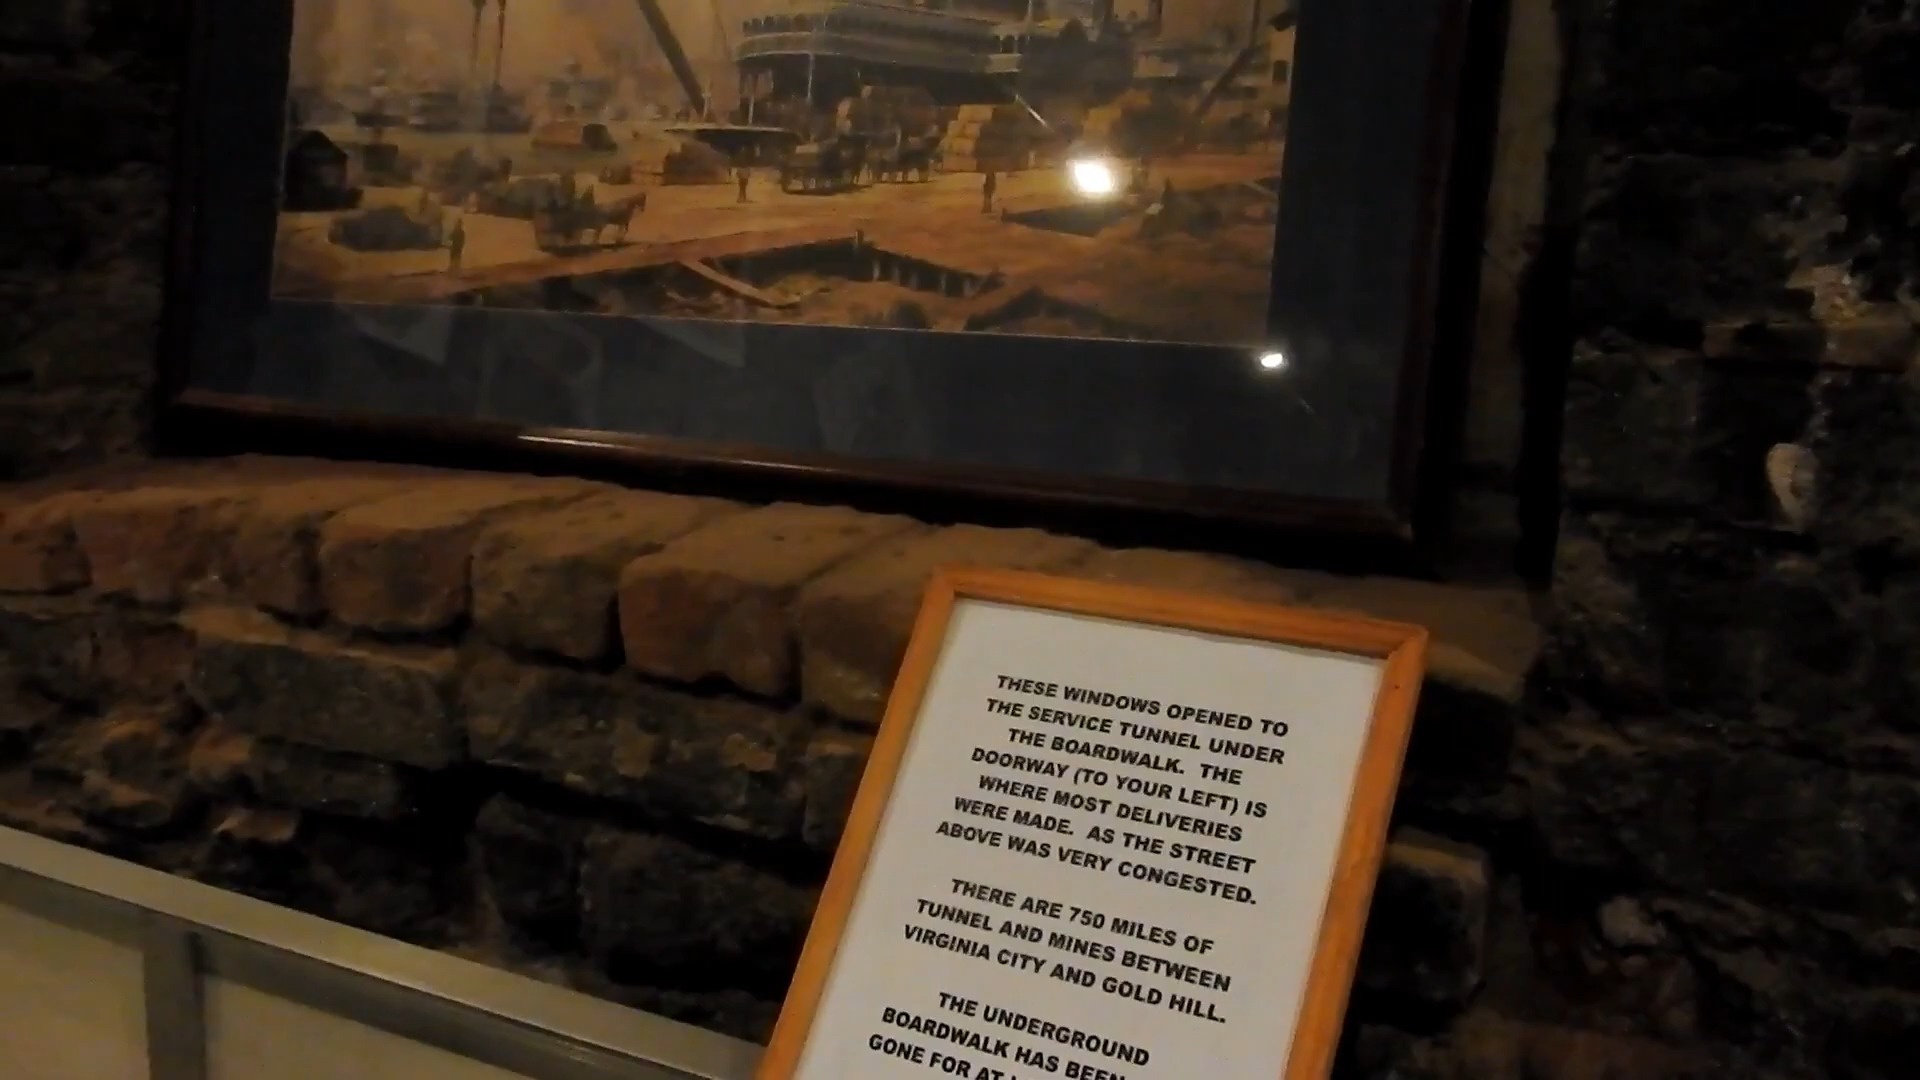 THESE WINDOWS OPENED TO
THE SERVICE TUNNEL UNDER
THE BOARDWALK. THE
DOORWAY (TO YOUR LEFT) IS
WHERE MOST DELIVERIES
WERE MADE. AS THE STREET
ABOVE WAS VERY CONGESTED.
THERE ARE 750 MILES OF
TUNNEL AND MINES BETWEEN
VIRGINIA CITY AND GOLD HILL.
THE UNDERGROUND
BOARDWALK HAS BEEN
GONE FOR AT